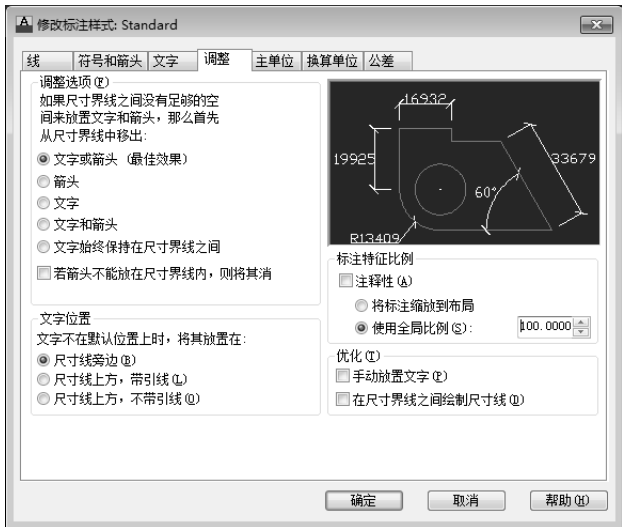 修改标注样式: Standard
线 符号和箭头 文字 调整 主单位 换算单位 公差
调整选项(F)
如果尺寸界线之间没有足够的空
间来放置文字和箭头，那么首先
从尺寸界线中移出:
文字或箭头 (最佳效果)
箭头
文字
文字和箭头
文字始终保持在尺寸界线之间
若箭头不能放在尺寸界线内，则将其消
文字位置
文字不在默认位置上时，将其放置在:
尺寸线旁边(B)
尺寸线上方，带引线(L)
尺寸线上方，不带引线(O)
16932
19925
33679
60°
R13409
标注特征比例
注释性(A)
将标注缩放到布局
使用全局比例(S): 100.0000
优化(T)
手动放置文字(P)
在尺寸界线之间绘制尺寸线(D)
确定 取消 帮助(H)